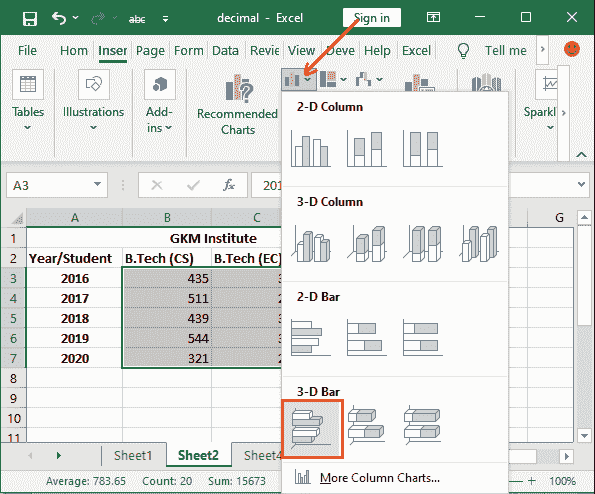 abc decimal - Excel Sign in
File Hom Inser Page Form Data Revie View Deve Help Excel Tell me
Tables Illustrations Add-ins Recommended Charts Sparkl
2-D Column
3-D Column
2-D Bar
3-D Bar
More Column Charts...
A3 fx 201
A B C G
1 GKM Institute
2 Year/Student B.Tech (CS) B.Tech (EC)
3 2016 435 3
4 2017 511 2
5 2018 439 3
6 2019 544 3
7 2020 321 2
8
9
10
11
Sheet1 Sheet2 Sheet4
Average: 783.65 Count: 20 Sum: 15673 100%